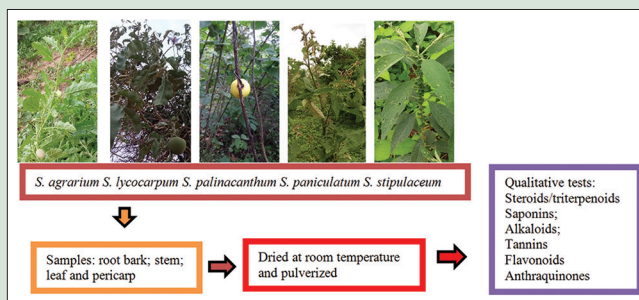 S. agrarium S. lycocarpum S. palinacanthum S. paniculatum S. stipulaceum
Samples: root bark; stem;
leaf and pericarp
Dried at room temperature
and pulverized
Qualitative tests:
Steroids/triterpenoids
Saponins;
Alkaloids;
Tannins
Flavonoids
Anthraquinones